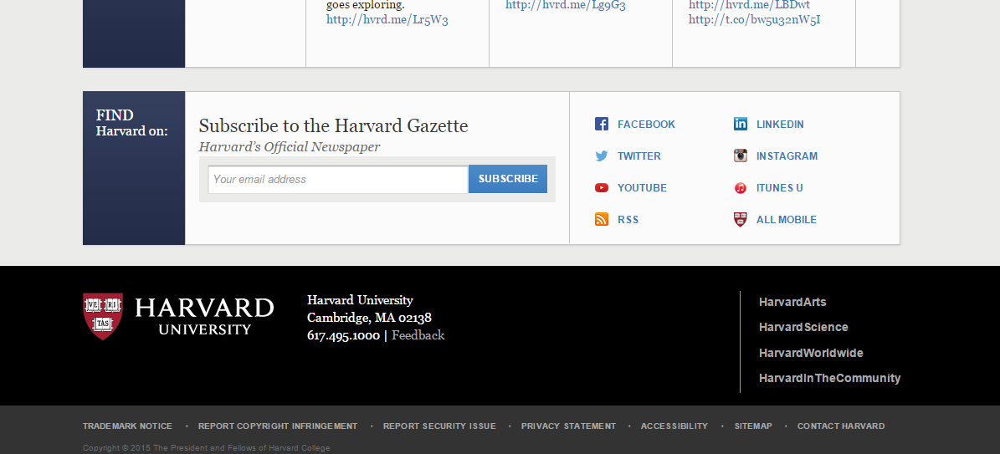 goes exploring.
http://hvrd.me/Lr5W3
http://hvrd.me/Lg9G3
http://hvrd.me/LBDwt
http://t.co/bw5u32nW5I
FIND
Harvard on:
Subscribe to the Harvard Gazette
Harvard's Official Newspaper
Your email address
SUBSCRIBE
FACEBOOK
LINKEDIN
TWITTER
INSTAGRAM
YOUTUBE
ITUNES U
RSS
ALL MOBILE
VE RI
TAS
HARVARD
UNIVERSITY
Harvard University
Cambridge, MA 02138
617.495.1000 | Feedback
HarvardArts
HarvardScience
HarvardWorldwide
HarvardInTheCommunity
TRADEMARK NOTICE • REPORT COPYRIGHT INFRINGEMENT • REPORT SECURITY ISSUE • PRIVACY STATEMENT • ACCESSIBILITY • SITEMAP • CONTACT HARVARD
Copyright © 2015 The President and Fellows of Harvard College